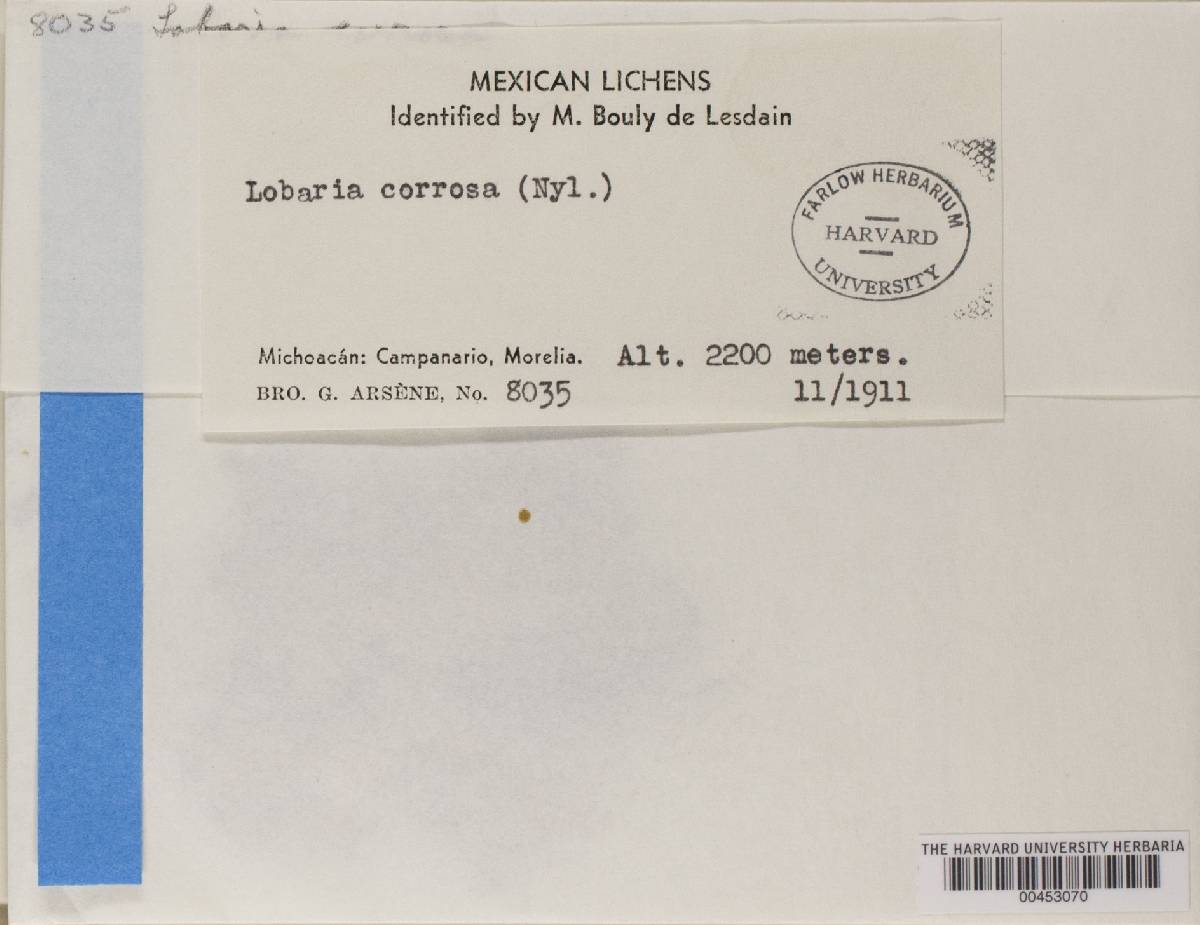 8035 Lobaria
MEXICAN LICHENS
Identified by M. Bouly de Lesdain
Lobaria corrosa (Nyl.)
FARLOW HERBARIUM
HARVARD
UNIVERSITY
Michoacán: Campanario, Morelia. Alt. 2200 meters.
BRO. G. ARSÈNE, No. 8035 11/1911
THE HARVARD UNIVERSITY HERBARIA
00453070